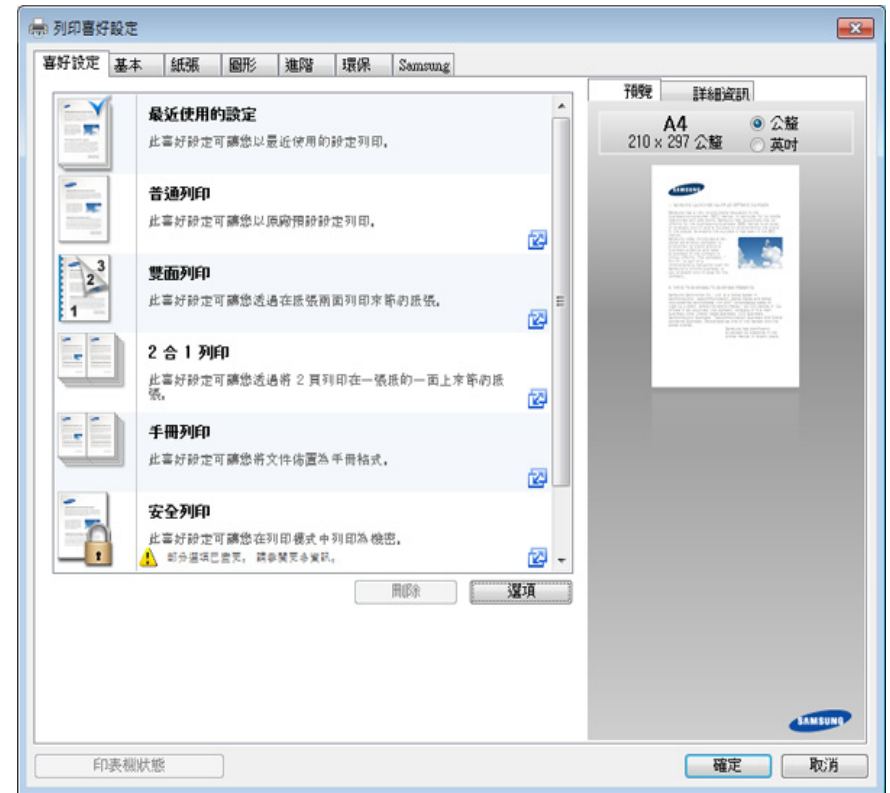 列印喜好設定
喜好設定 基本 紙張 圖形 進階 環保 Samsung
最近使用的設定
此喜好設定可讓您以最近使用的設定列印。
普通列印
此喜好設定可讓您以原廠預設設定列印。
雙面列印
此喜好設定可讓您透過在紙張兩面列印來節約紙張。
2 合 1 列印
此喜好設定可讓您透過將 2 頁列印在一張紙的一面上來節約紙
張。
手冊列印
此喜好設定可讓您將文件佈置為手冊格式。
安全列印
此喜好設定可讓您在列印模式中列印為機密。
部分選項已變更。 請參閱更多資訊。
刪除 選項
預覽 詳細資訊
A4
210 x 297 公釐
公釐
英吋
SAMSUNG
SAMSUNG
印表機狀態
確定 取消